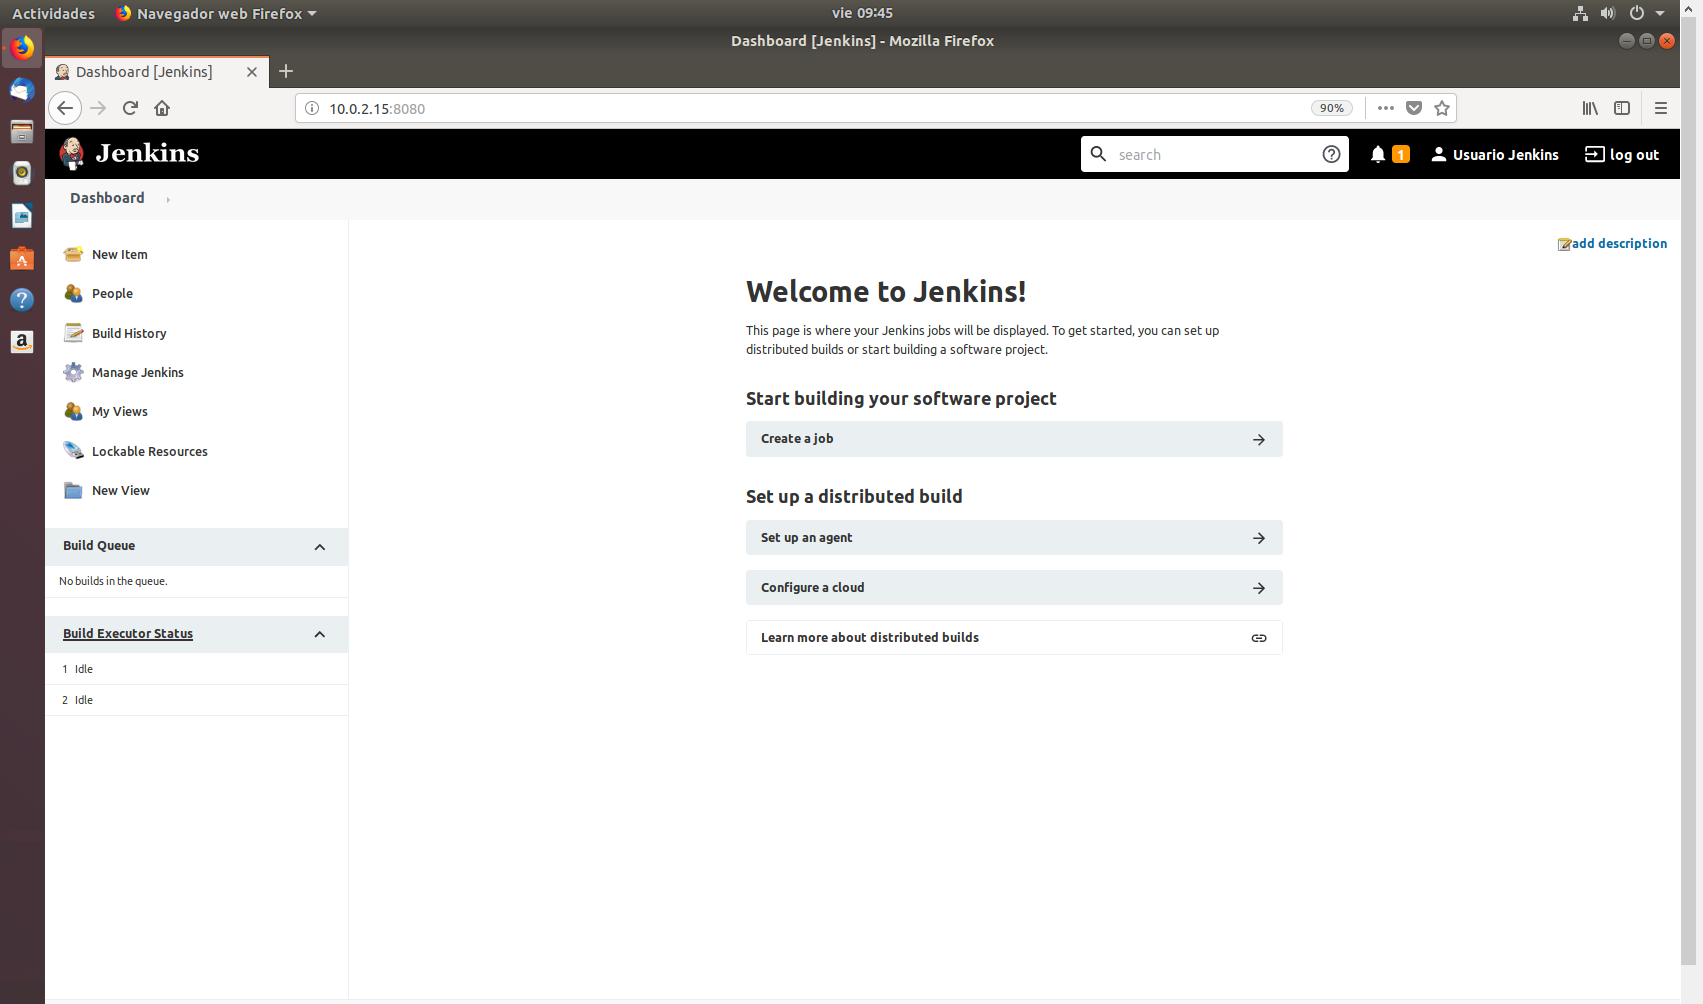 Actividades
Navegador web Firefox
vie 09:45
Dashboard [Jenkins] - Mozilla Firefox
Dashboard [Jenkins]
10.0.2.15:8080
90%
Jenkins
search
1
Usuario Jenkins
log out
Dashboard
New Item
People
Build History
Manage Jenkins
My Views
Lockable Resources
New View
Build Queue
No builds in the queue.
Build Executor Status
1 Idle
2 Idle
add description
Welcome to Jenkins!
This page is where your Jenkins jobs will be displayed. To get started, you can set up
distributed builds or start building a software project.
Start building your software project
Create a job
Set up a distributed build
Set up an agent
Configure a cloud
Learn more about distributed builds